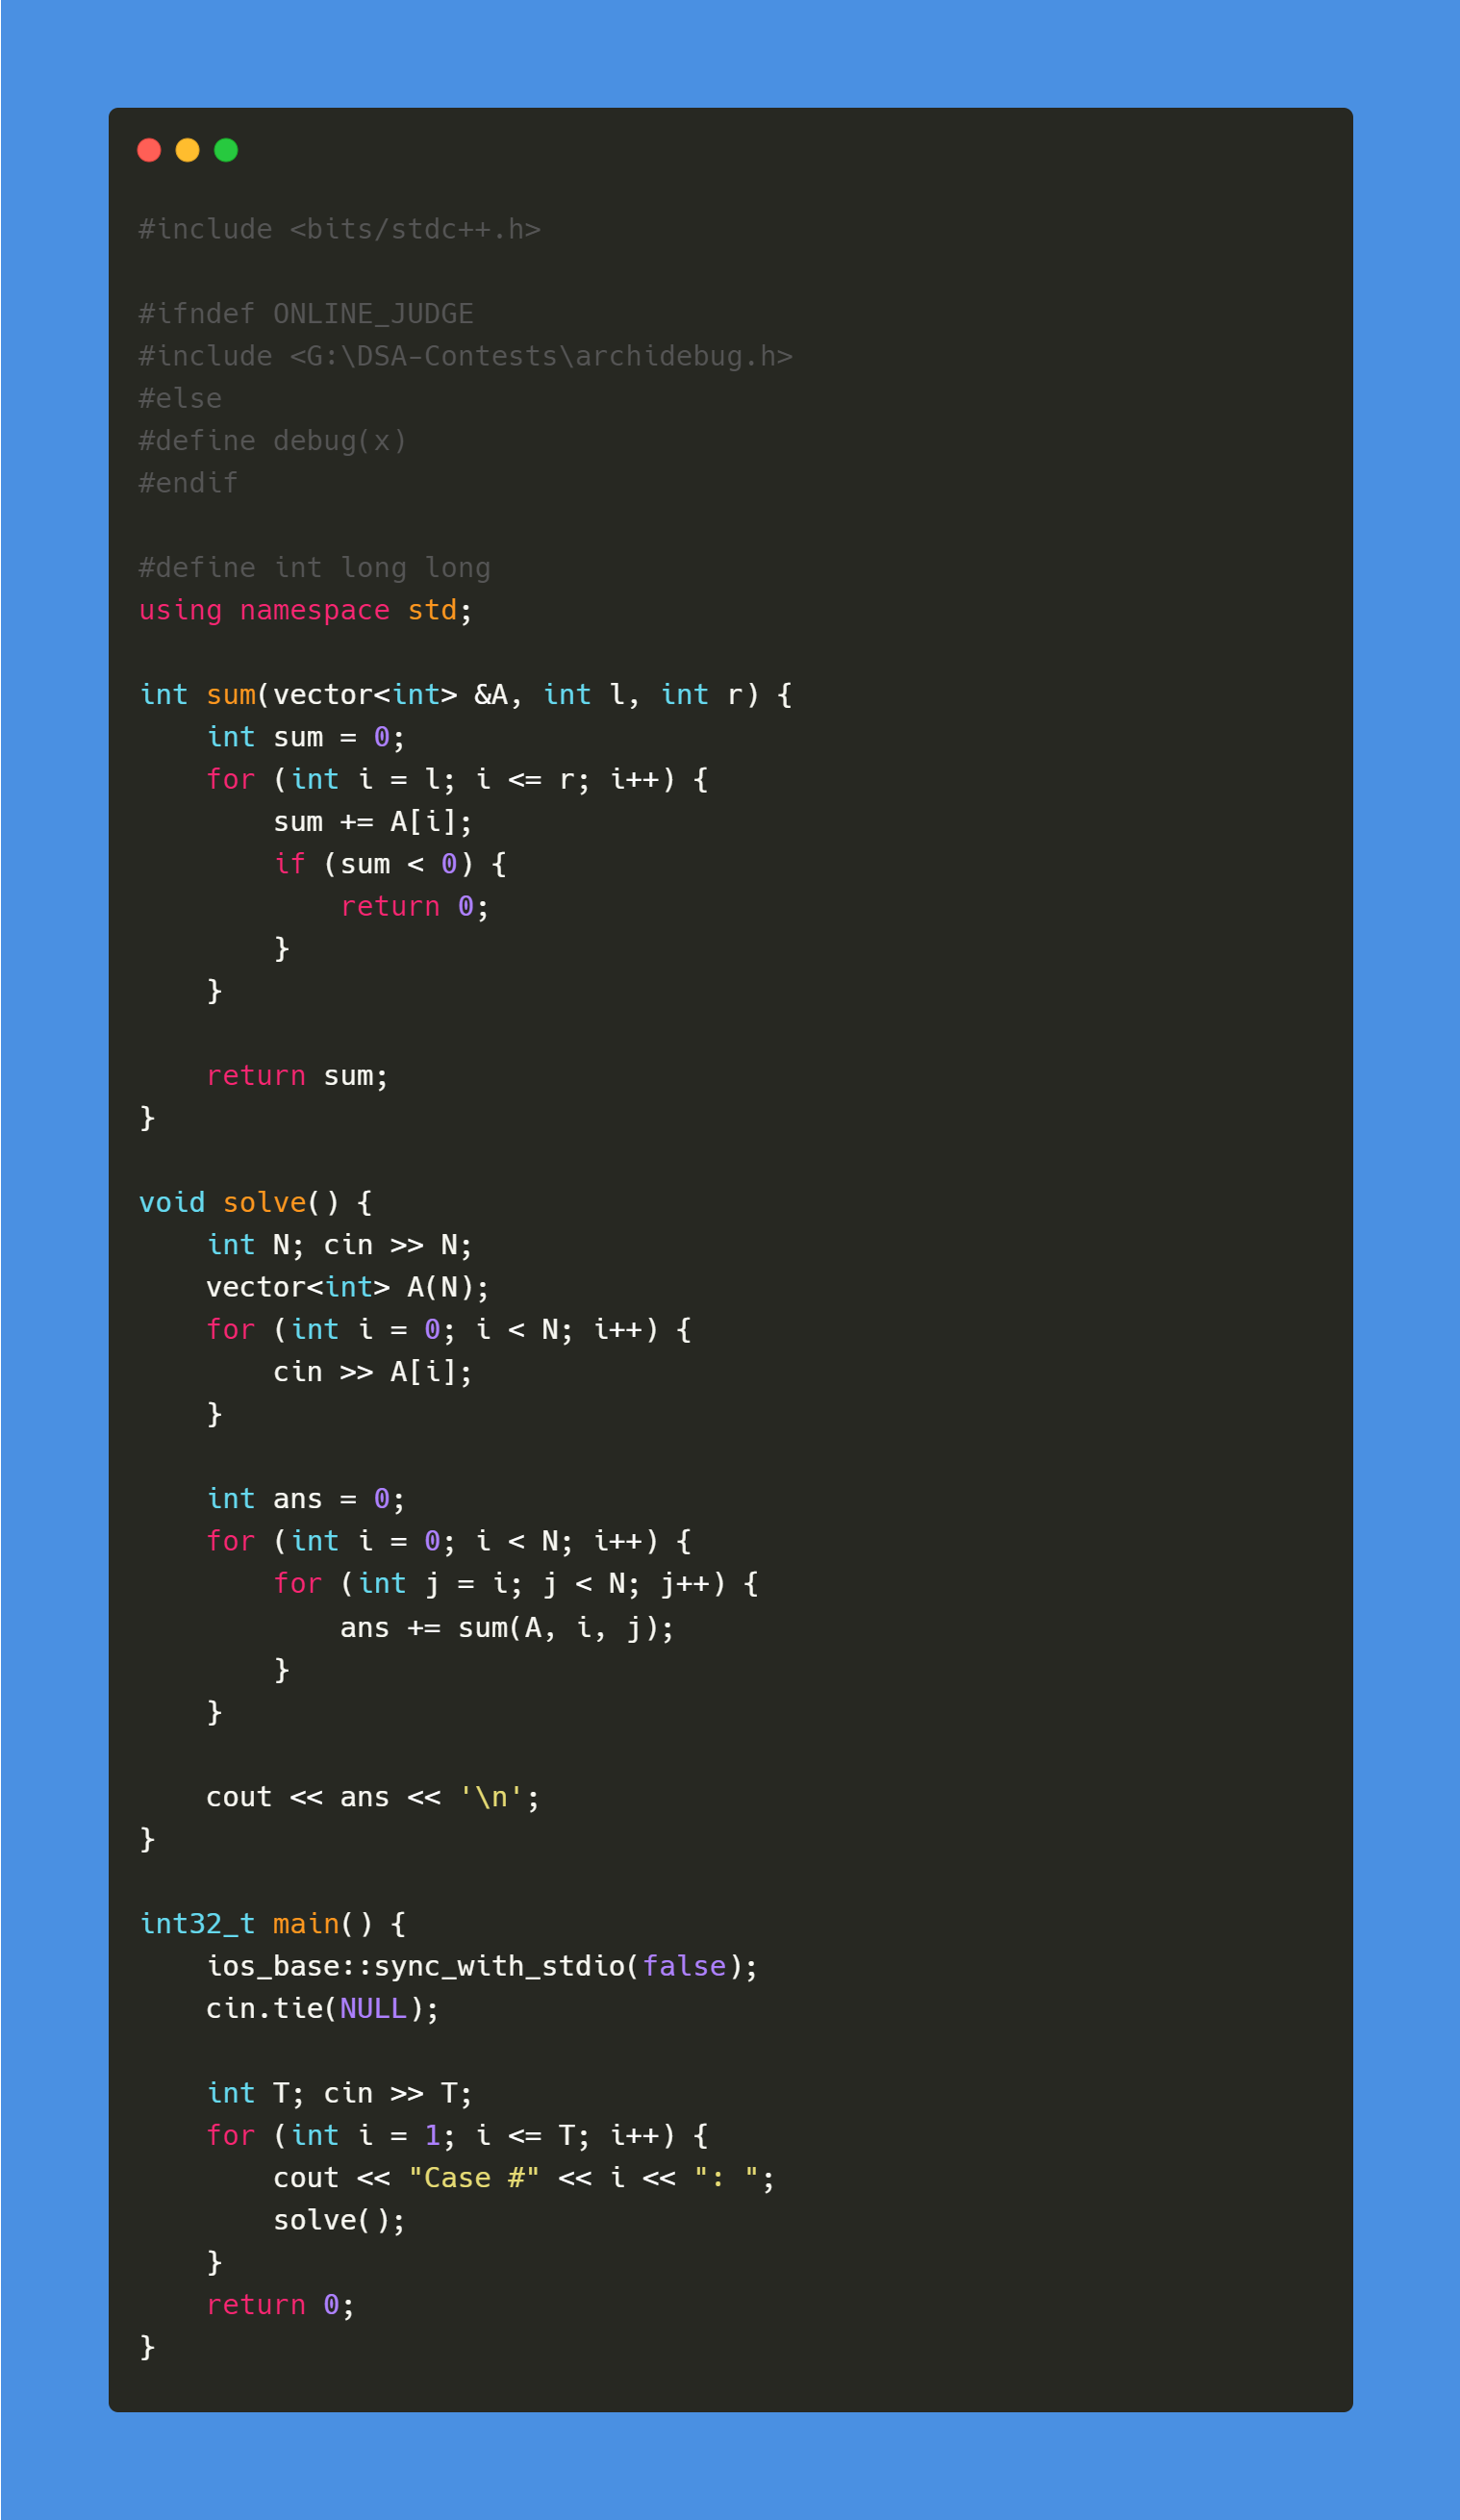 #include <bits/stdc++.h>

#ifndef ONLINE_JUDGE
#include <G:\DSA-Contests\archidebug.h>
#else
#define debug(x)
#endif

#define int long long
using namespace std;

int sum(vector<int> &A, int l, int r) {
    int sum = 0;
    for (int i = l; i <= r; i++) {
        sum += A[i];
        if (sum < 0) {
            return 0;
        }
    }

    return sum;
}

void solve() {
    int N; cin >> N;
    vector<int> A(N);
    for (int i = 0; i < N; i++) {
        cin >> A[i];
    }

    int ans = 0;
    for (int i = 0; i < N; i++) {
        for (int j = i; j < N; j++) {
            ans += sum(A, i, j);
        }
    }

    cout << ans << '\n';
}

int32_t main() {
    ios_base::sync_with_stdio(false);
    cin.tie(NULL);

    int T; cin >> T;
    for (int i = 1; i <= T; i++) {
        cout << "Case #" << i << ": ";
        solve();
    }
    return 0;
}